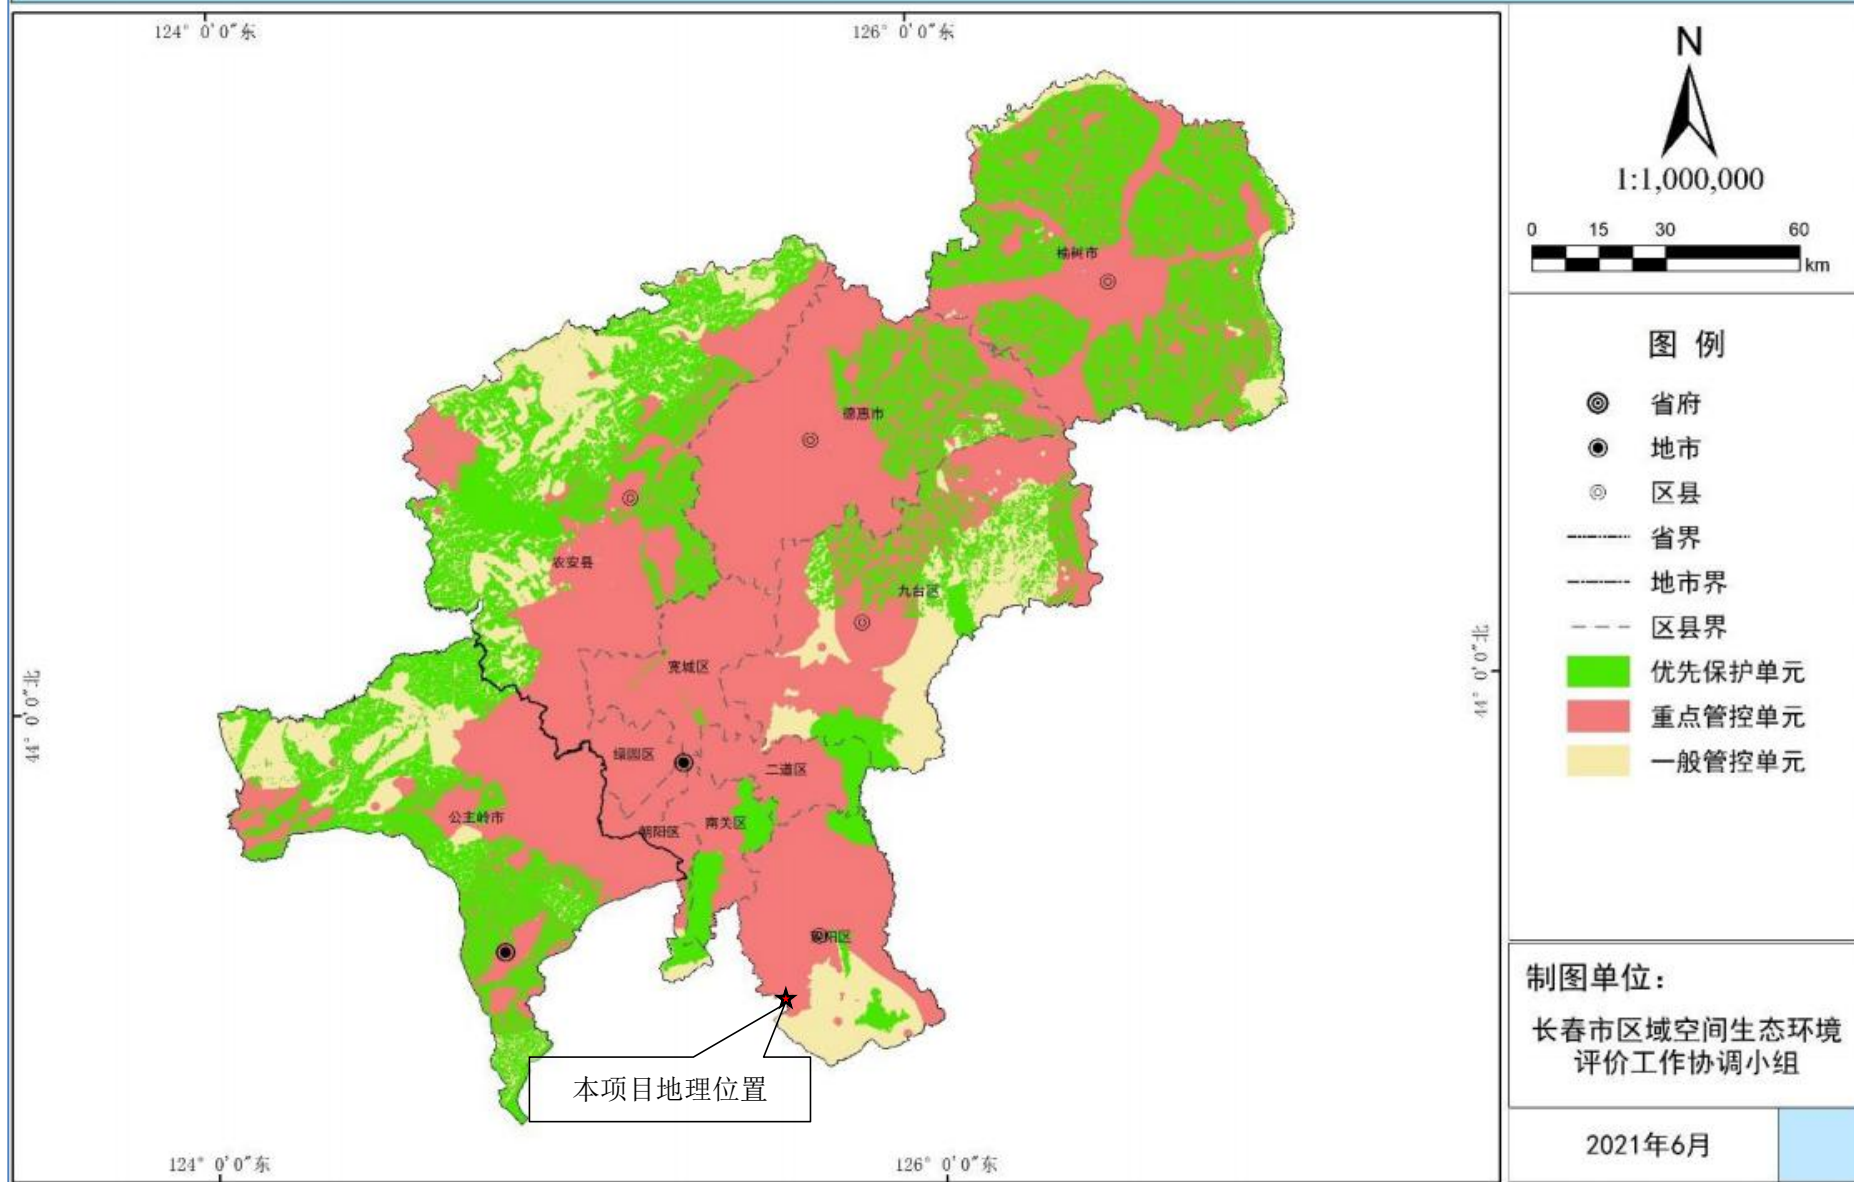 124° 0'0"东
126° 0'0"东
榆树市
德惠市
农安县
九台区
宽城区
绿园区
二道区
公主岭市
朝阳区
南关区
双阳区
44° 0'0"北
44° 0'0"北
本项目地理位置
124° 0'0"东
126° 0'0"东
N
1:1,000,000
0 15 30 60
km
图 例
省府
地市
区县
省界
地市界
区县界
优先保护单元
重点管控单元
一般管控单元
制图单位：
长春市区域空间生态环境
评价工作协调小组
2021年6月